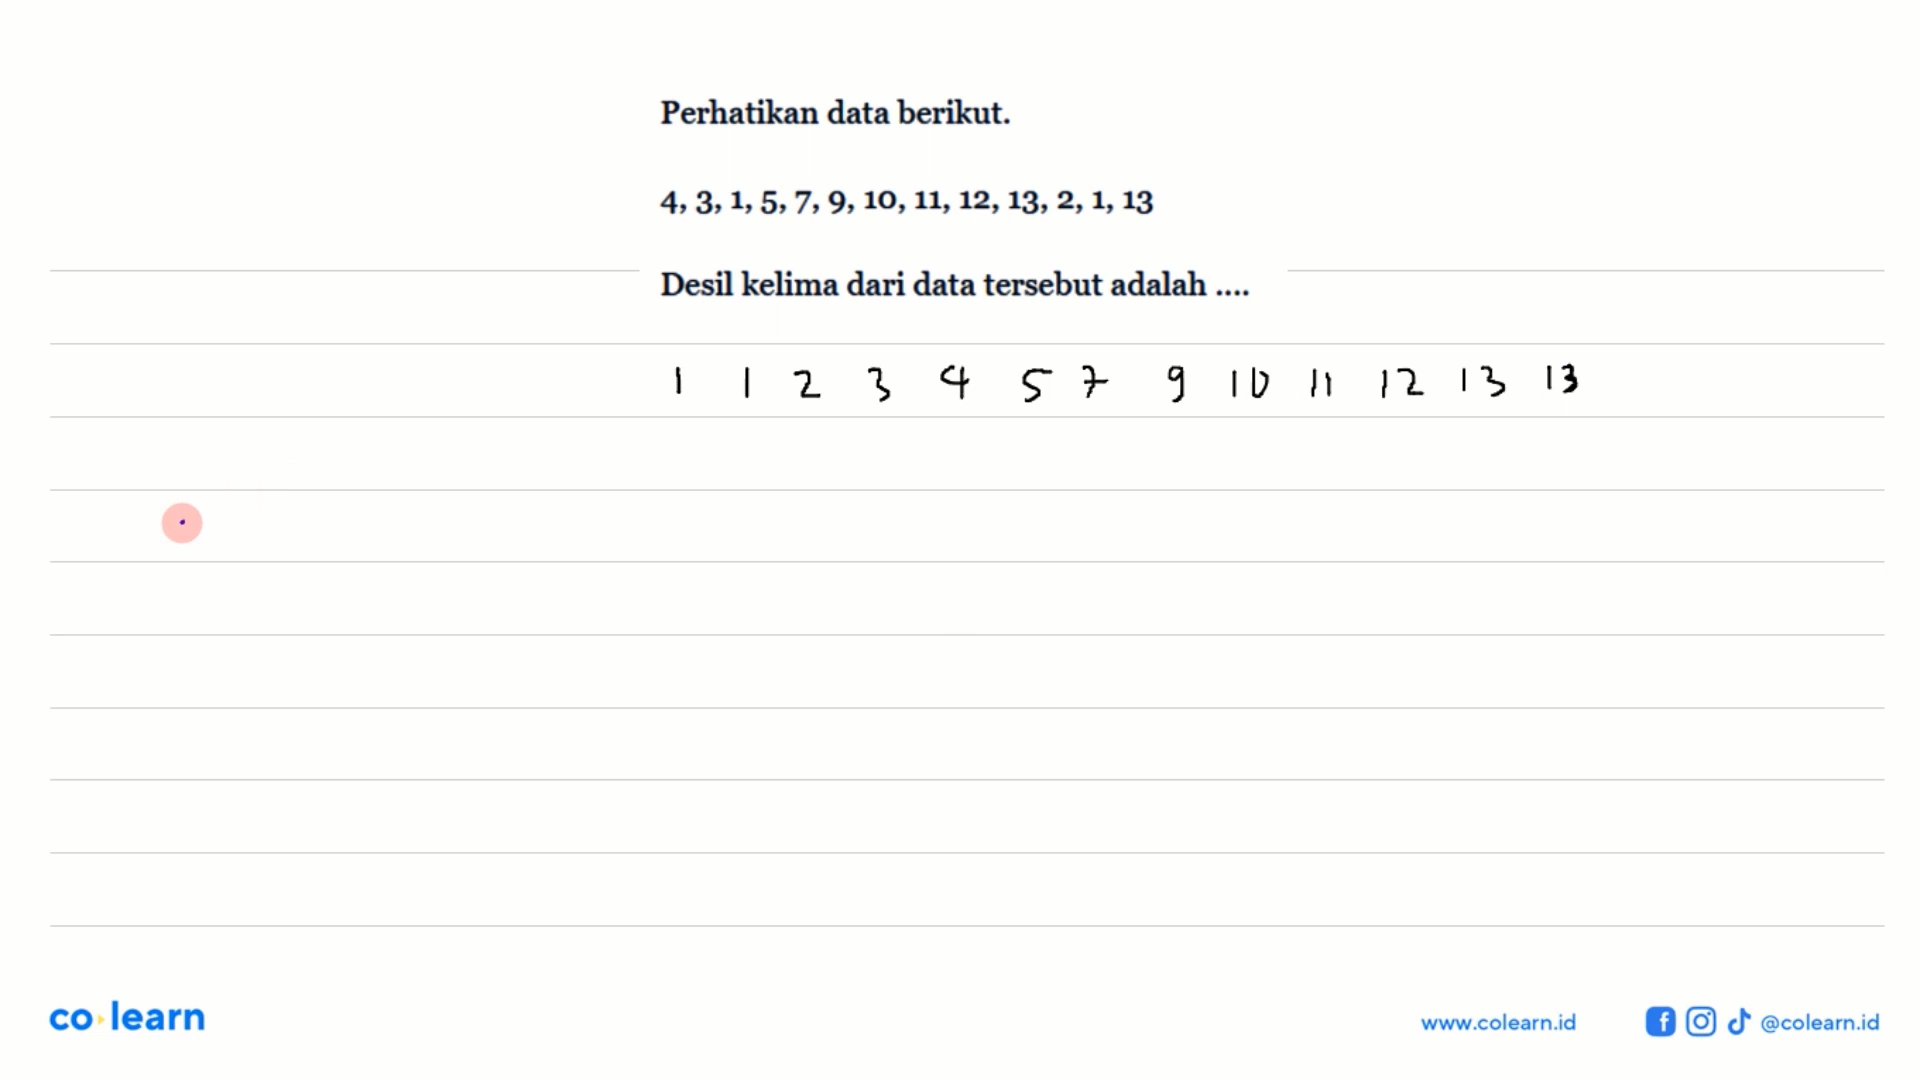 Perhatikan data berikut.
4, 3, 1, 5, 7, 9, 10, 11, 12, 13, 2, 1, 13
Desil kelima dari data tersebut adalah ....
1 1 2 3 4 5 7 9 10 11 12 13 13
co learn
www.colearn.id
@colearn.id